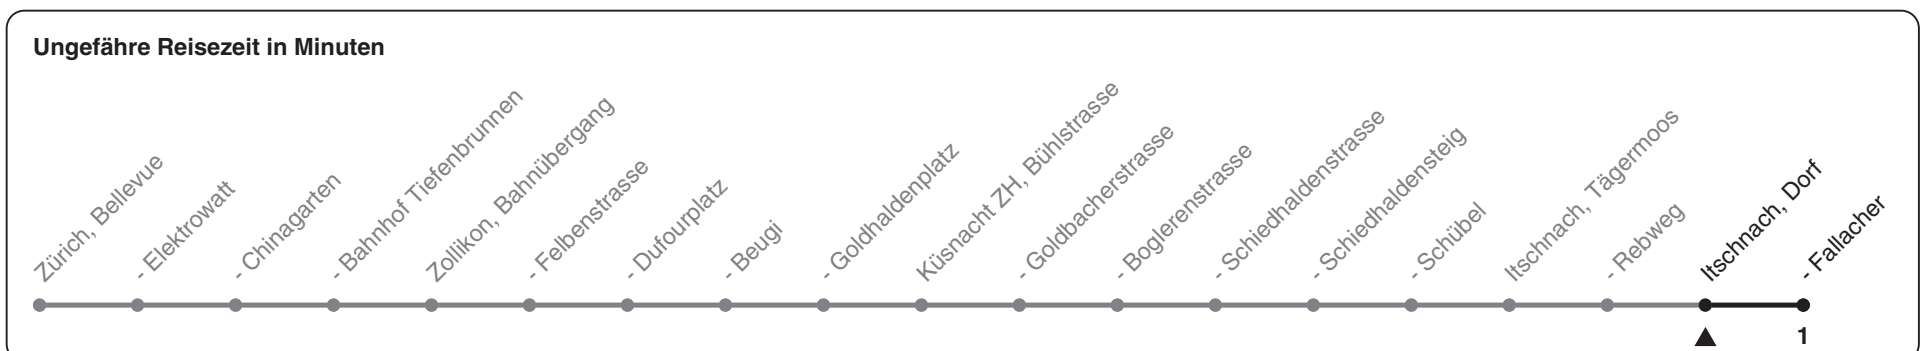 Ungefähre Reisezeit in Minuten
Zürich, Bellevue
- Elektrowatt
- Chinagarten
- Bahnhof Tiefenbrunnen
Zollikon, Bahnübergang
- Felbenstrasse
- Dufourplatz
- Beugi
- Goldhaldenplatz
Küsnacht ZH, Bühlstrasse
- Goldbacherstrasse
- Boglerenstrasse
- Schiedhaldenstrasse
- Schiedhaldensteig
- Schübel
Itschnach, Tägermoos
- Rebweg
Itschnach, Dorf
- Fallacher
1